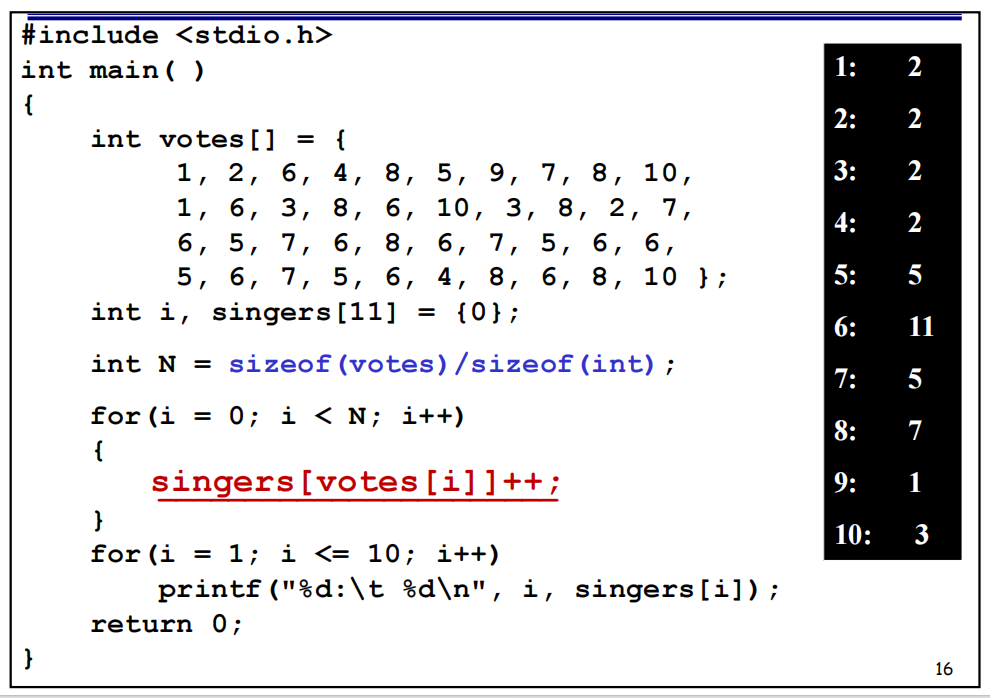 #include <stdio.h>
int main( )
{
int votes[] = {
1, 2, 6, 4, 8, 5, 9, 7, 8, 10,
1, 6, 3, 8, 6, 10, 3, 8, 2, 7,
6, 5, 7, 6, 8, 6, 7, 5, 6, 6,
5, 6, 7, 5, 6, 4, 8, 6, 8, 10 };
int i, singers[11] = {0};
int N = sizeof(votes)/sizeof(int);
for(i = 0; i < N; i++)
{
singers[votes[i]]++;
}
for(i = 1; i <= 10; i++)
printf("%d:\t %d\n", i, singers[i]);
return 0;
}
1: 2
2: 2
3: 2
4: 2
5: 5
6: 11
7: 5
8: 7
9: 1
10: 3
16